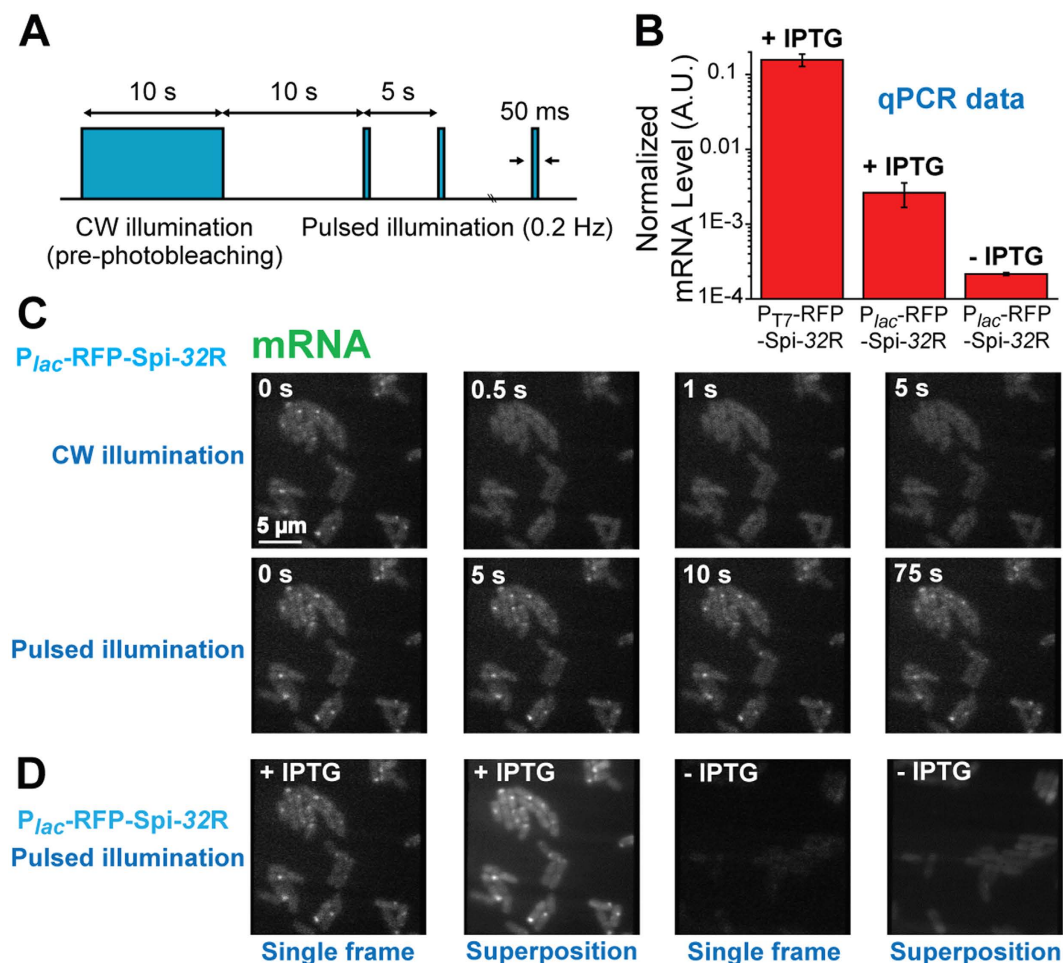 A
10 s
10 s
5 s
50 ms
CW illumination
(pre-photobleaching)
Pulsed illumination (0.2 Hz)
B
Normalized
mRNA Level (A.U.)
0.1
0.01
1E-3
1E-4
+ IPTG
+ IPTG
- IPTG
qPCR data
PT7-RFP
-Spi-32R
Plac-RFP
-Spi-32R
Plac-RFP
-Spi-32R
C
Plac-RFP-Spi-32R
mRNA
CW illumination
0 s
0.5 s
1 s
5 s
5 µm
Pulsed illumination
0 s
5 s
10 s
75 s
D
Plac-RFP-Spi-32R
Pulsed illumination
+ IPTG
+ IPTG
- IPTG
- IPTG
Single frame
Superposition
Single frame
Superposition